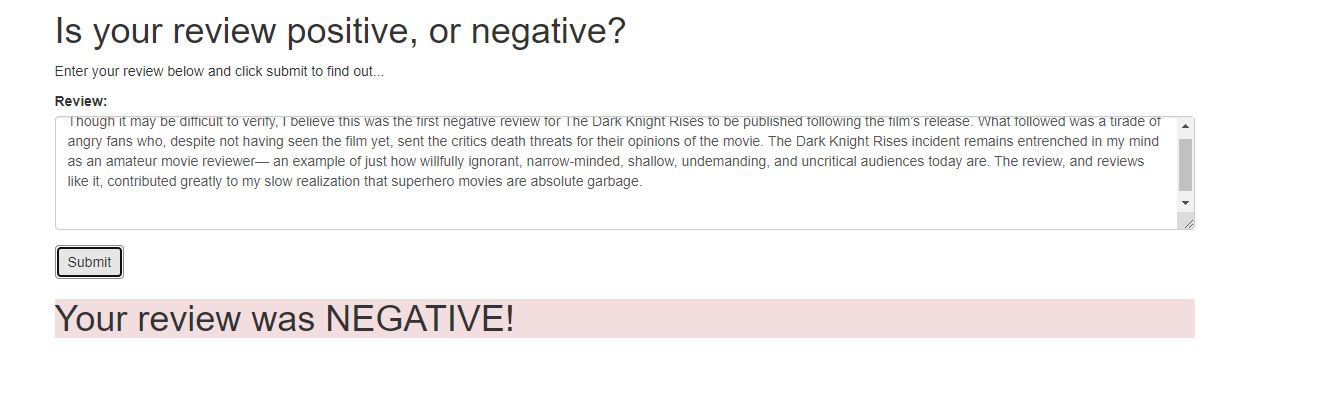 Is your review positive, or negative?
Enter your review below and click submit to find out...
Review:
Though it may be difficult to verify, I believe this was the first negative review for The Dark Knight Rises to be published following the film's release. What followed was a tirade of
angry fans who, despite not having seen the film yet, sent the critics death threats for their opinions of the movie. The Dark Knight Rises incident remains entrenched in my mind
as an amateur movie reviewer— an example of just how willfully ignorant, narrow-minded, shallow, undemanding, and uncritical audiences today are. The review, and reviews
like it, contributed greatly to my slow realization that superhero movies are absolute garbage.
Submit
Your review was NEGATIVE!